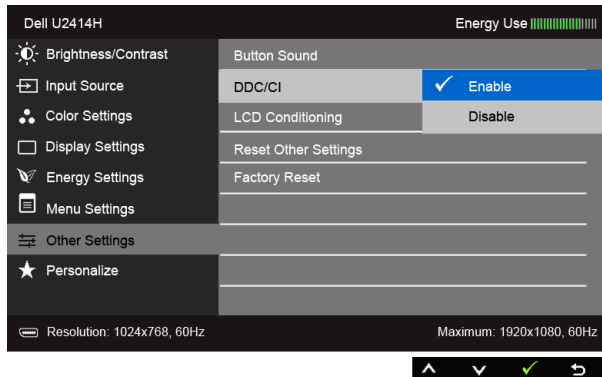 Dell U2414H Energy Use
Brightness/Contrast Button Sound
Input Source DDC/CI Enable
Color Settings LCD Conditioning Disable
Display Settings Reset Other Settings
Energy Settings Factory Reset
Menu Settings
Other Settings
Personalize
Resolution: 1024x768, 60Hz Maximum: 1920x1080, 60Hz